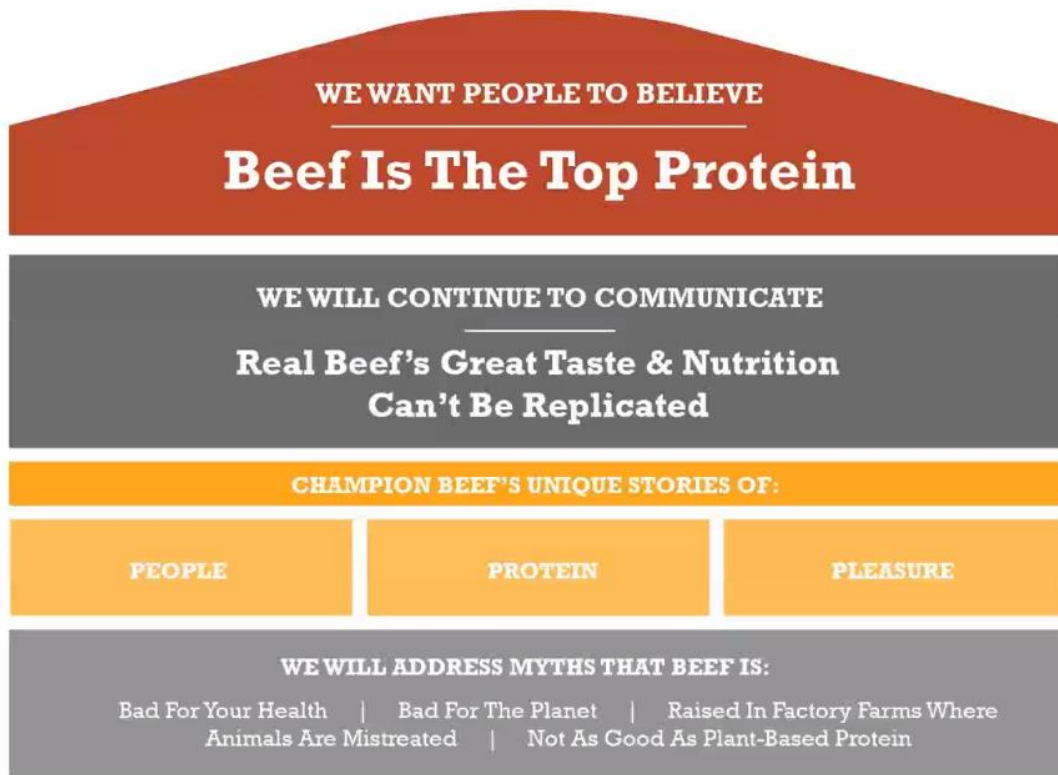 WE WANT PEOPLE TO BELIEVE
Beef Is The Top Protein
WE WILL CONTINUE TO COMMUNICATE
Real Beef's Great Taste & Nutrition
Can't Be Replicated
CHAMPION BEEF'S UNIQUE STORIES OF:
PEOPLE
PROTEIN
PLEASURE
WE WILL ADDRESS MYTHS THAT BEEF IS:
Bad For Your Health | Bad For The Planet | Raised In Factory Farms Where
Animals Are Mistreated | Not As Good As Plant-Based Protein